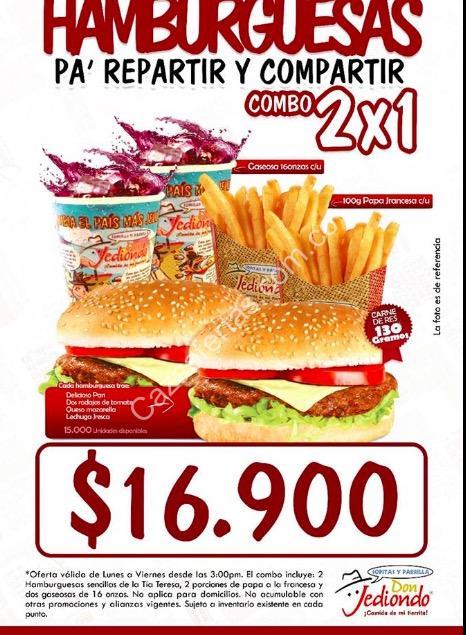 HAMBURGUESAS
PA' REPARTIR Y COMPARTIR
COMBO
2x1
Gaseosa 16onzas c/u
100g Papa francesa c/u
La foto es de referencia
CARNE
DE RES
130
Gramos
Cada hamburguesa trae:
Delicioso Pan
Dos rodajas de tomate
Queso mozarella
Lechuga fresca
15.000 Unidades disponibles
$16.900
*Oferta válida de Lunes a Viernes desde las 3:00pm. El combo incluye: 2
Hamburguesas sencillas de la Tía Teresa, 2 porciones de papa a la francesa y
dos gaseosas de 16 onzas. No aplica para domicilios. No acumulable con
otras promociones y alianzas vigentes. Sujeto a inventario existente en cada
punto.
SOPITAS Y PARRILLA
Don
Jediondo
¡Comida de mi tierrita!